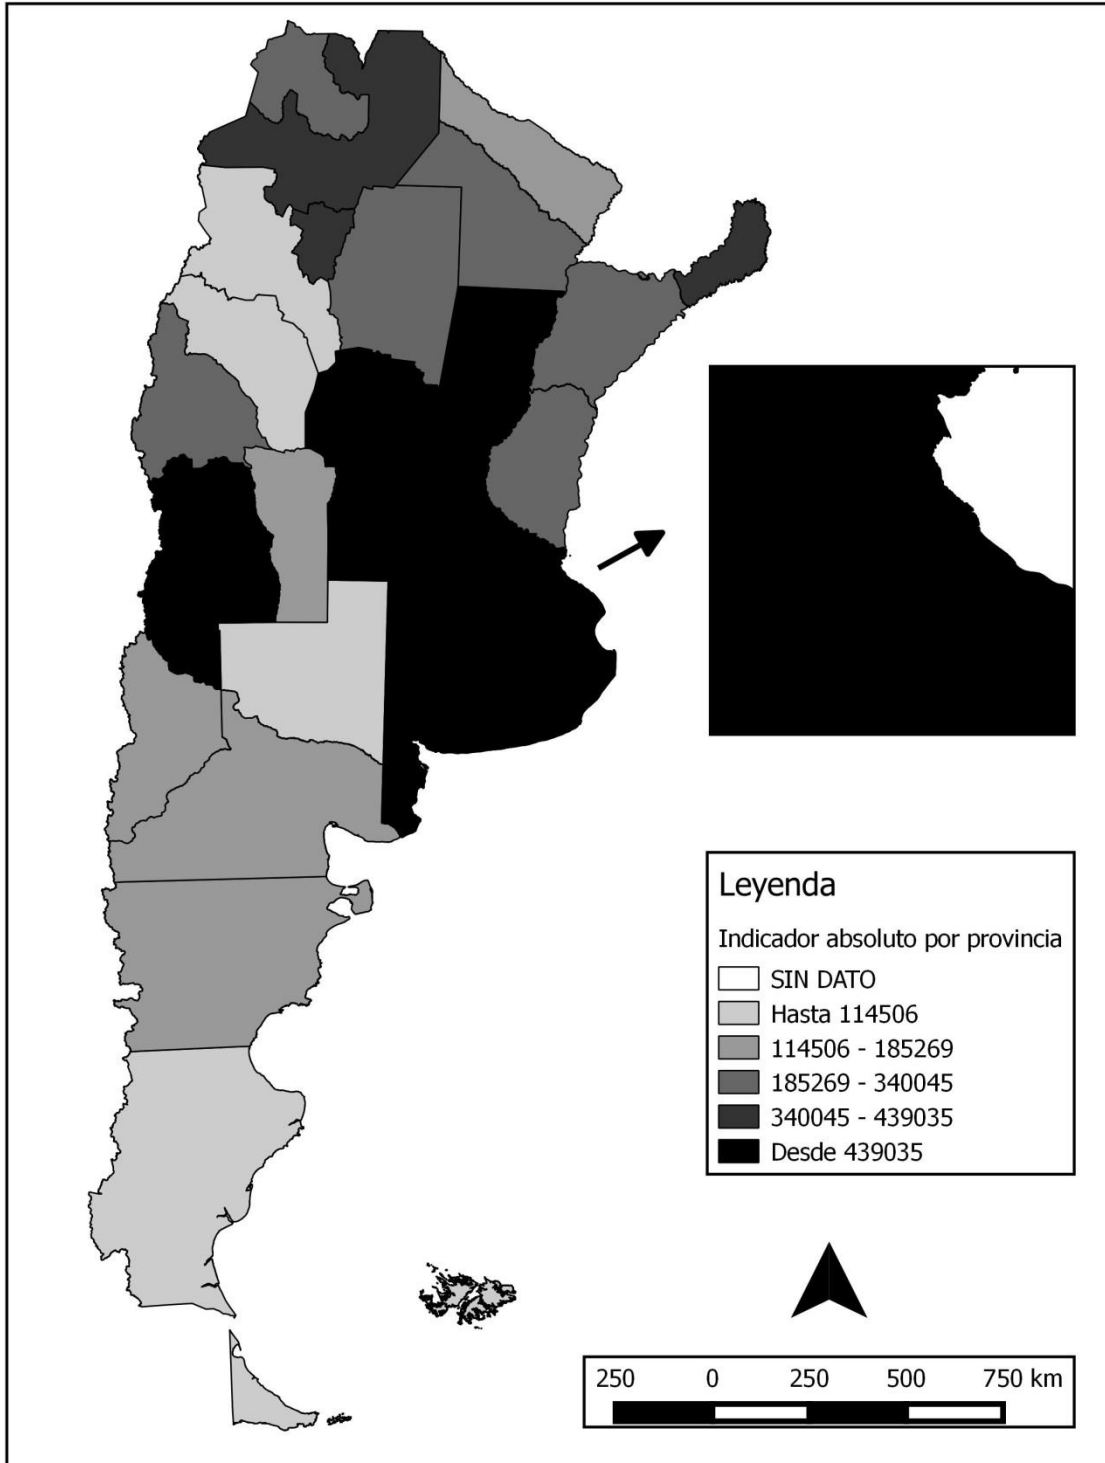 Leyenda
Indicador absoluto por provincia
SIN DATO
Hasta 114506
114506 - 185269
185269 - 340045
340045 - 439035
Desde 439035
250 0 250 500 750 km